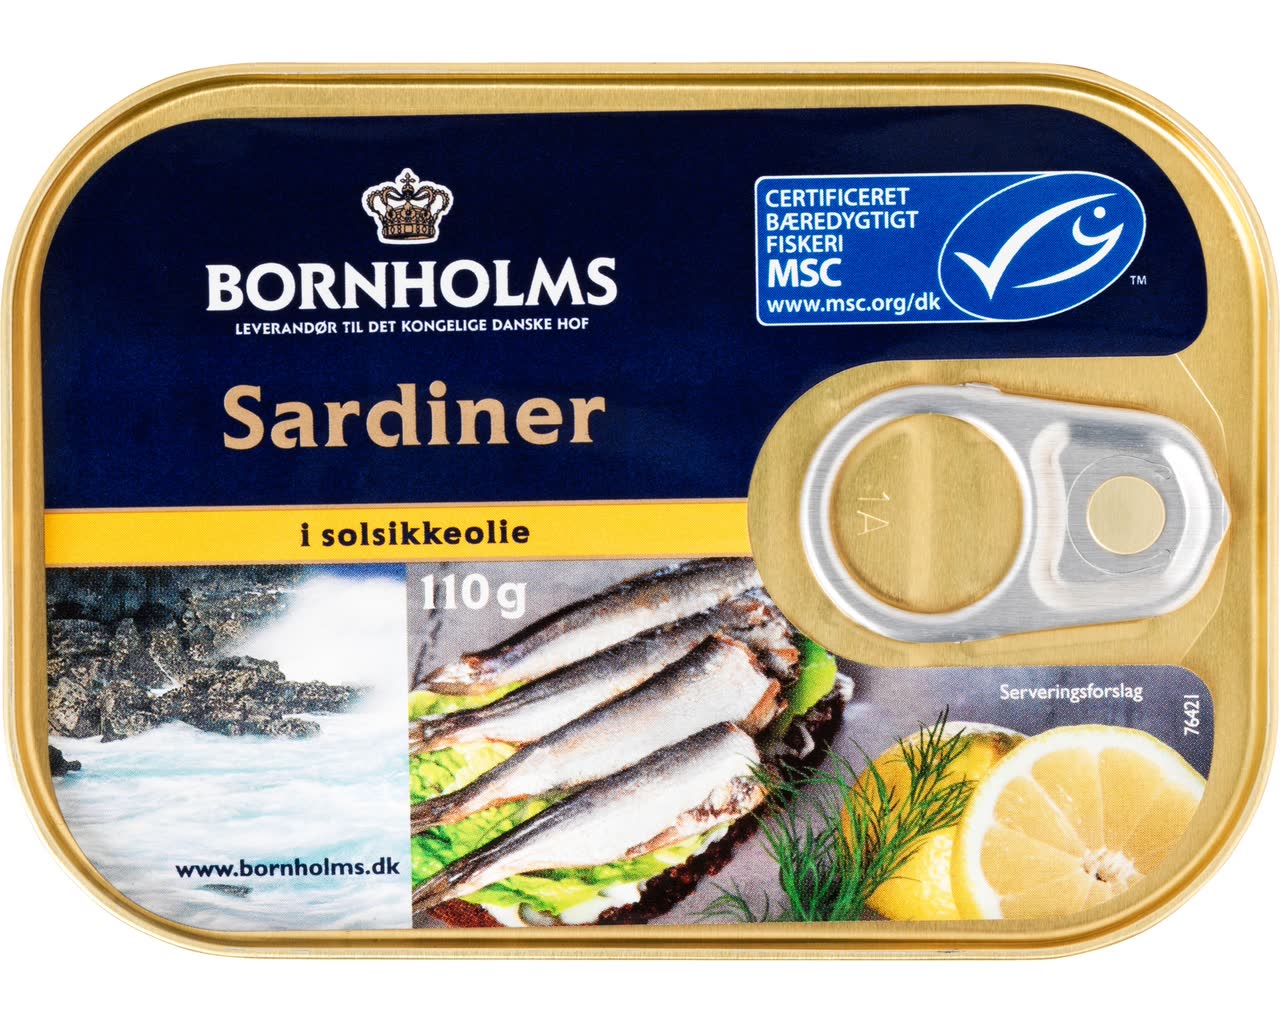 BORNHOLMS
LEVERANDØR TIL DET KONGELIGE DANSKE HOF
Sardiner
i solsikkeolie
110 g
CERTIFICERET
BÆREDYGTIGT
FISKERI
MSC
www.msc.org/dk
TM
1A
Serveringsforslag
76421
www.bornholms.dk